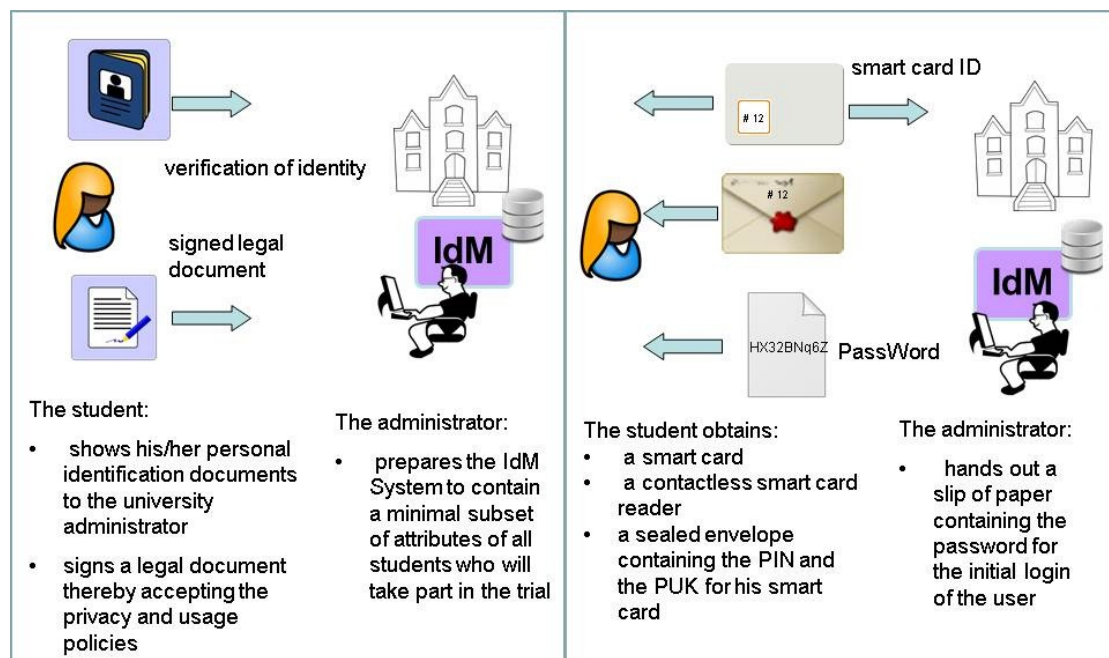 verification of identity
signed legal
document
IdM
The student:
• shows his/her personal
identification documents
to the university
administrator
• signs a legal document
thereby accepting the
privacy and usage
policies
The administrator:
• prepares the IdM
System to contain
a minimal subset
of attributes of all
students who will
take part in the trial
smart card ID
# 12
# 12
HX32BNq6Z
PassWord
IdM
The student obtains:
• a smart card
• a contactless smart card
reader
• a sealed envelope
containing the PIN and
the PUK for his smart
card
The administrator:
• hands out a
slip of paper
containing the
password for
the initial login
of the user